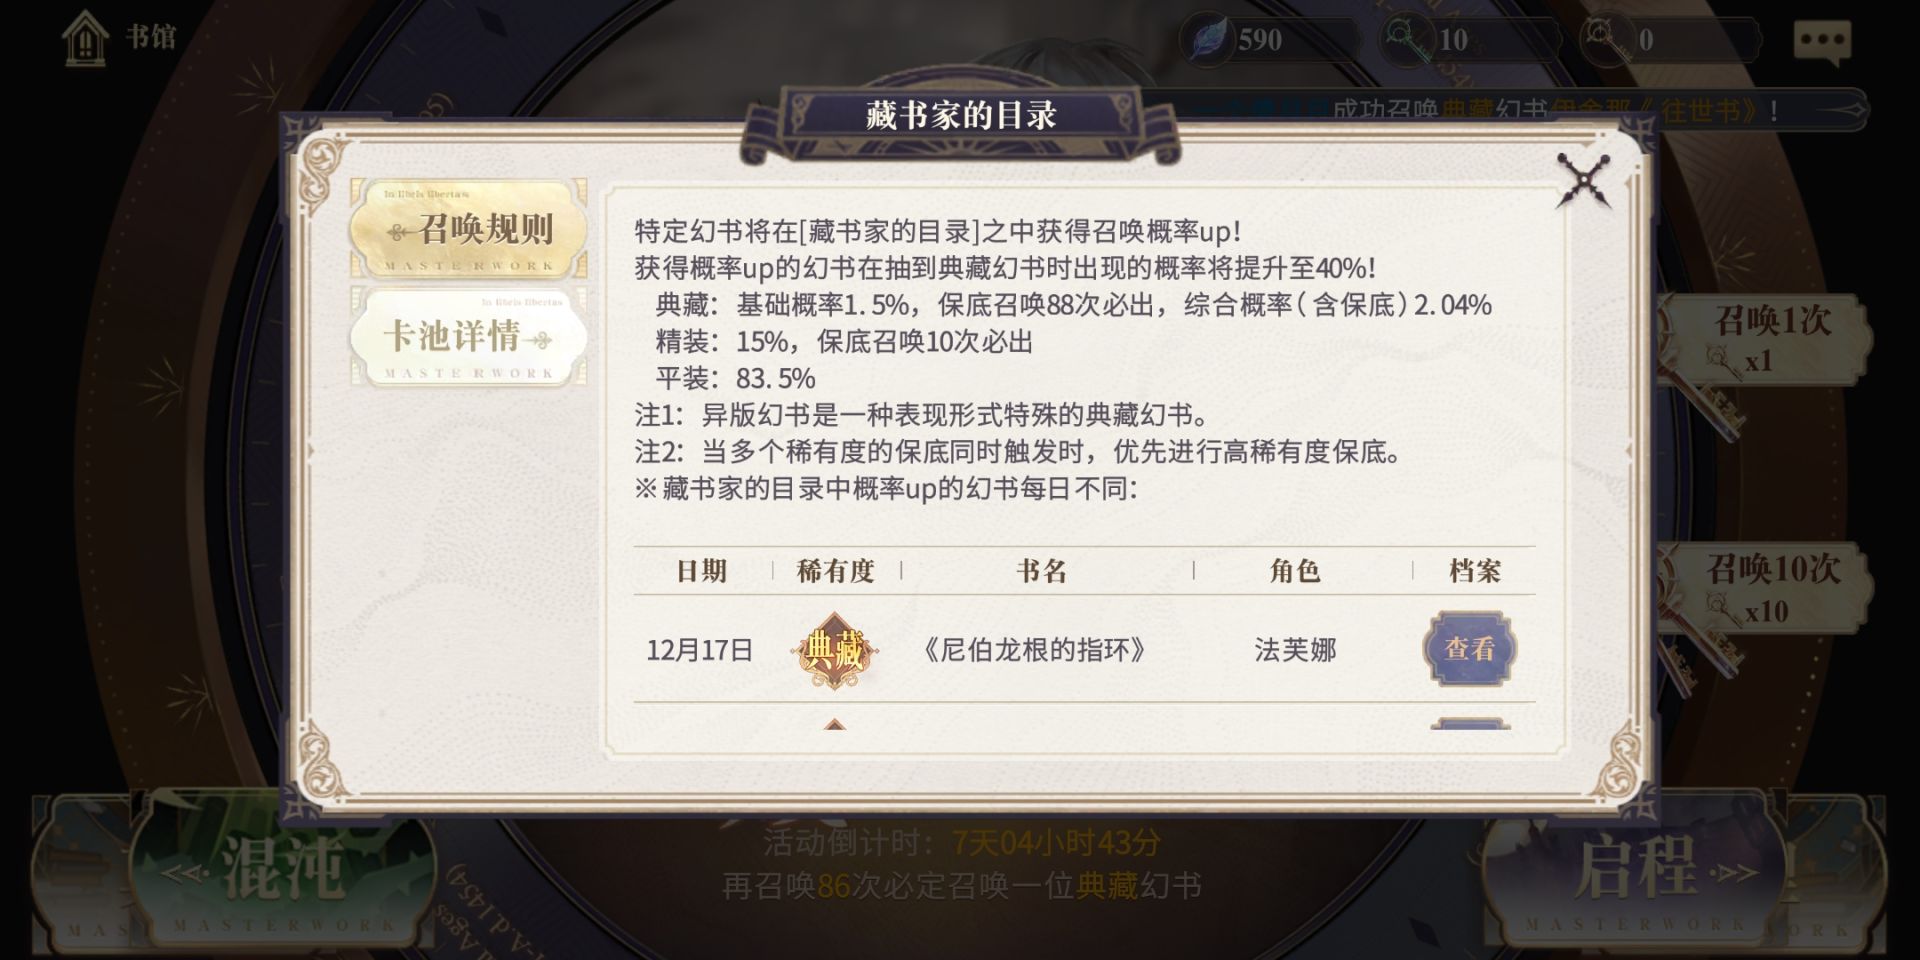 书馆
590
10
0
成功召唤典藏幻书伊舍那《往世书》!
藏书家的目录
In libris libertas
召唤规则
MASTERWORK
In libris libertas
卡池详情
MASTERWORK
特定幻书将在[藏书家的目录]之中获得召唤概率up!
获得概率up的幻书在抽到典藏幻书时出现的概率将提升至40%!
典藏：基础概率1.5%，保底召唤88次必出，综合概率(含保底)2.04%
精装：15%，保底召唤10次必出
平装：83.5%
注1：异版幻书是一种表现形式特殊的典藏幻书。
注2：当多个稀有度的保底同时触发时，优先进行高稀有度保底。
※藏书家的目录中概率up的幻书每日不同：
日期 稀有度 书名 角色 档案
12月17日 典藏 《尼伯龙根的指环》 法芙娜 查看
召唤1次
x1
召唤10次
x10
活动倒计时：7天04小时43分
再召唤86次必定召唤一位典藏幻书
混沌
MASTERWORK
启程
MASTERWORK